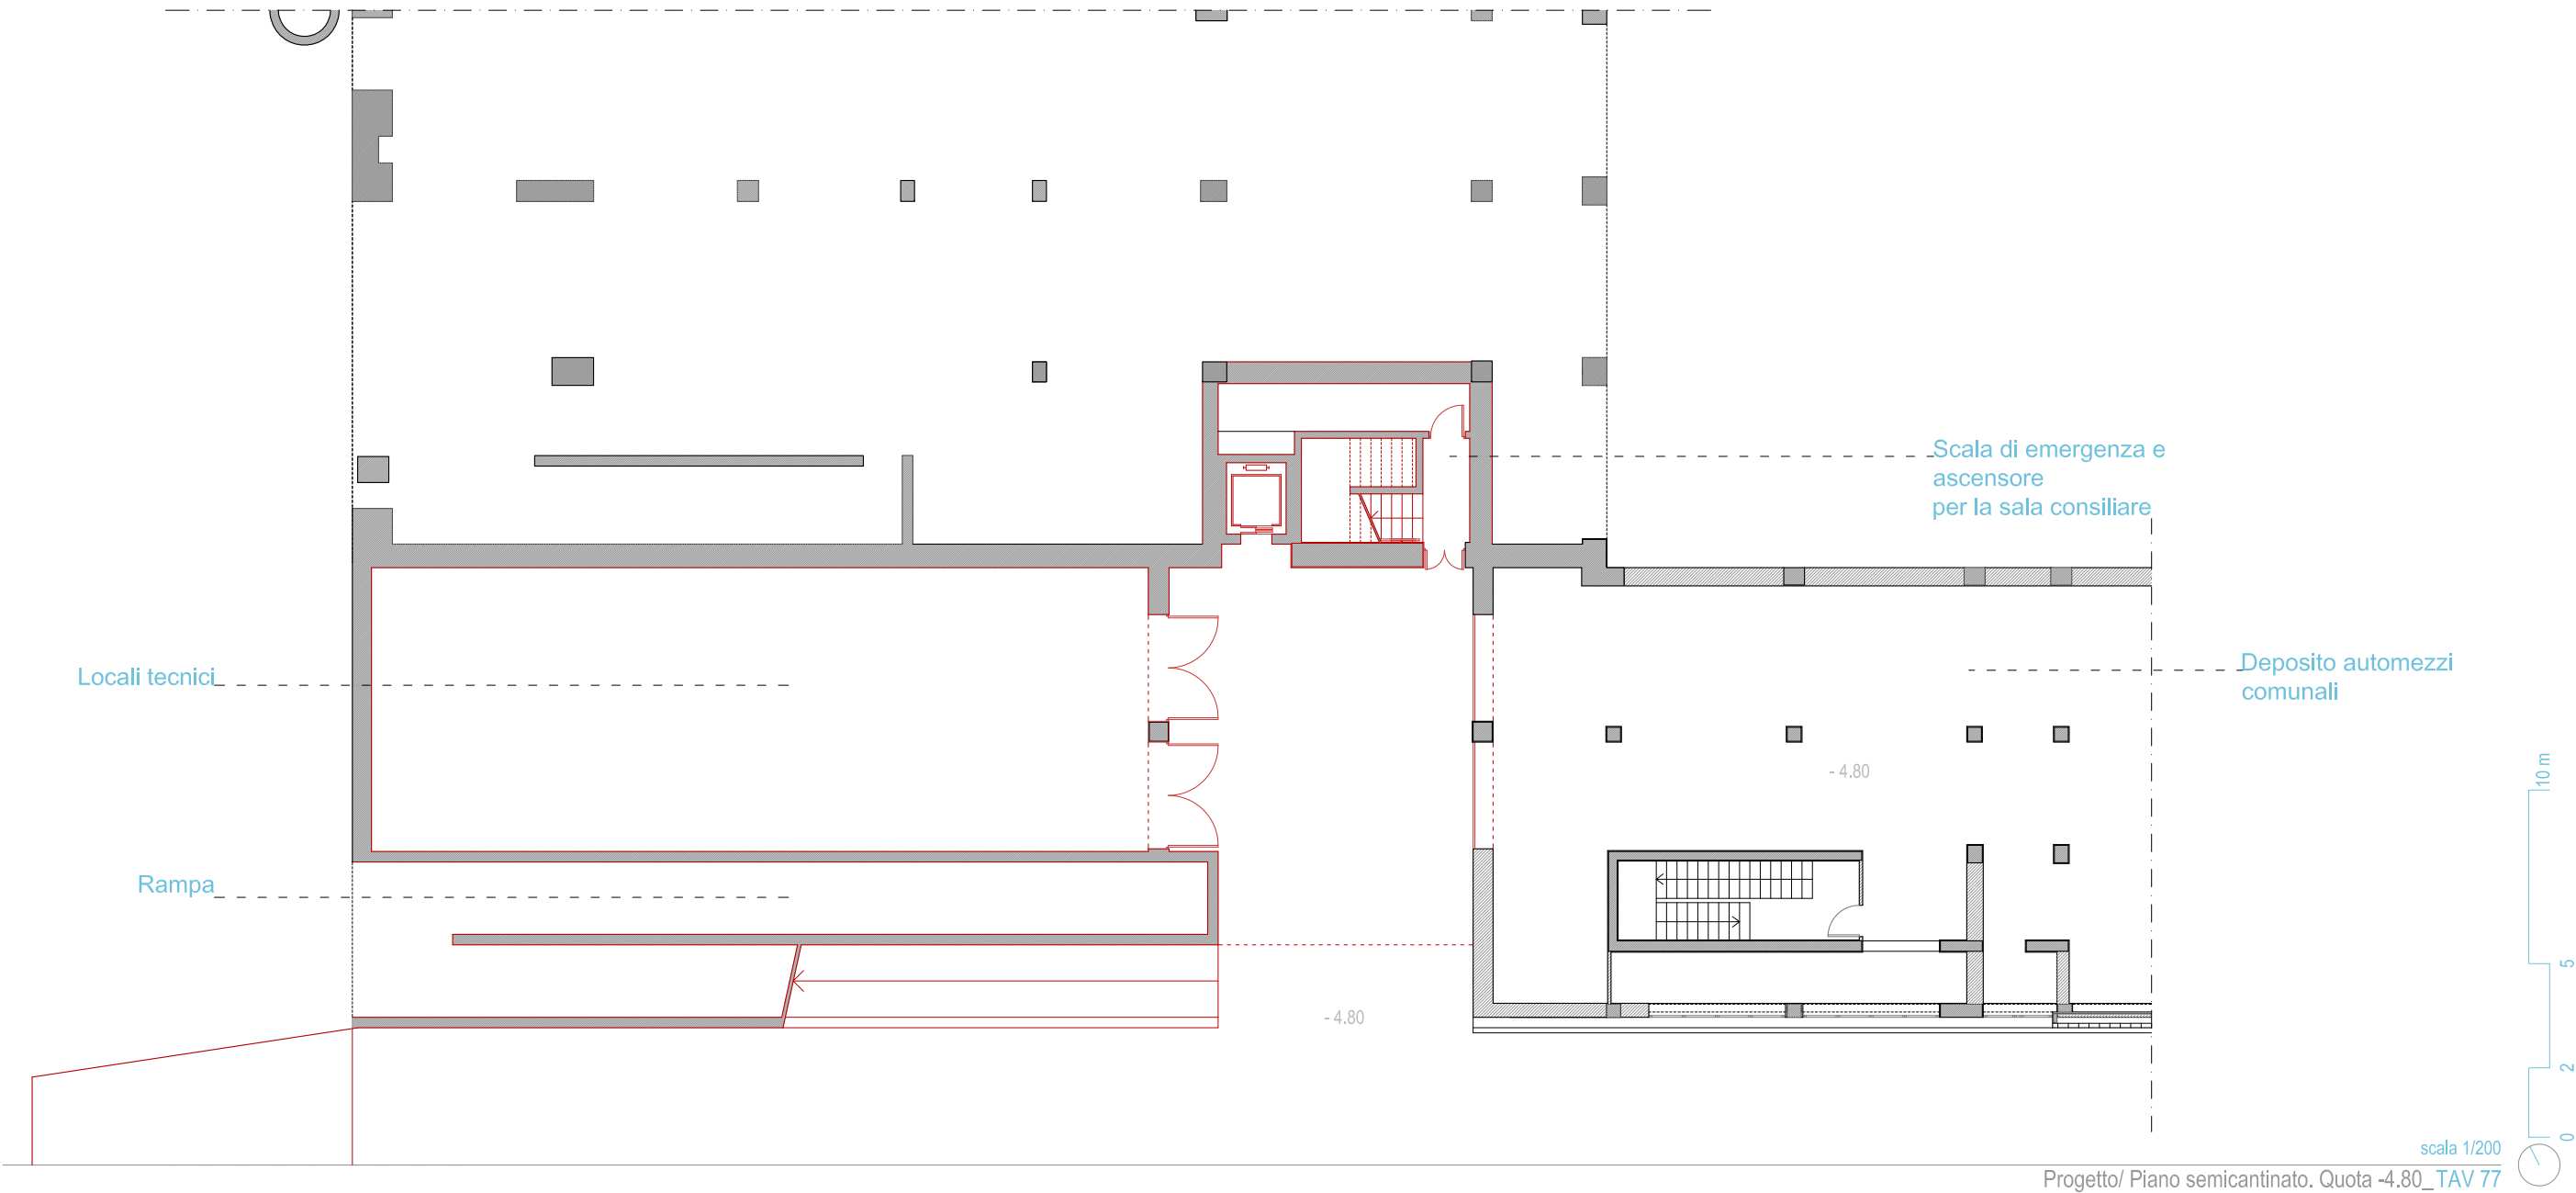 Scala di emergenza e
ascensore
per la sala consiliare
Locali tecnici
Deposito automezzi
comunali
- 4.80
10 m
Rampa
5
- 4.80
2
0
scala 1/200
Progetto/ Piano semicantinato. Quota -4.80_TAV 77